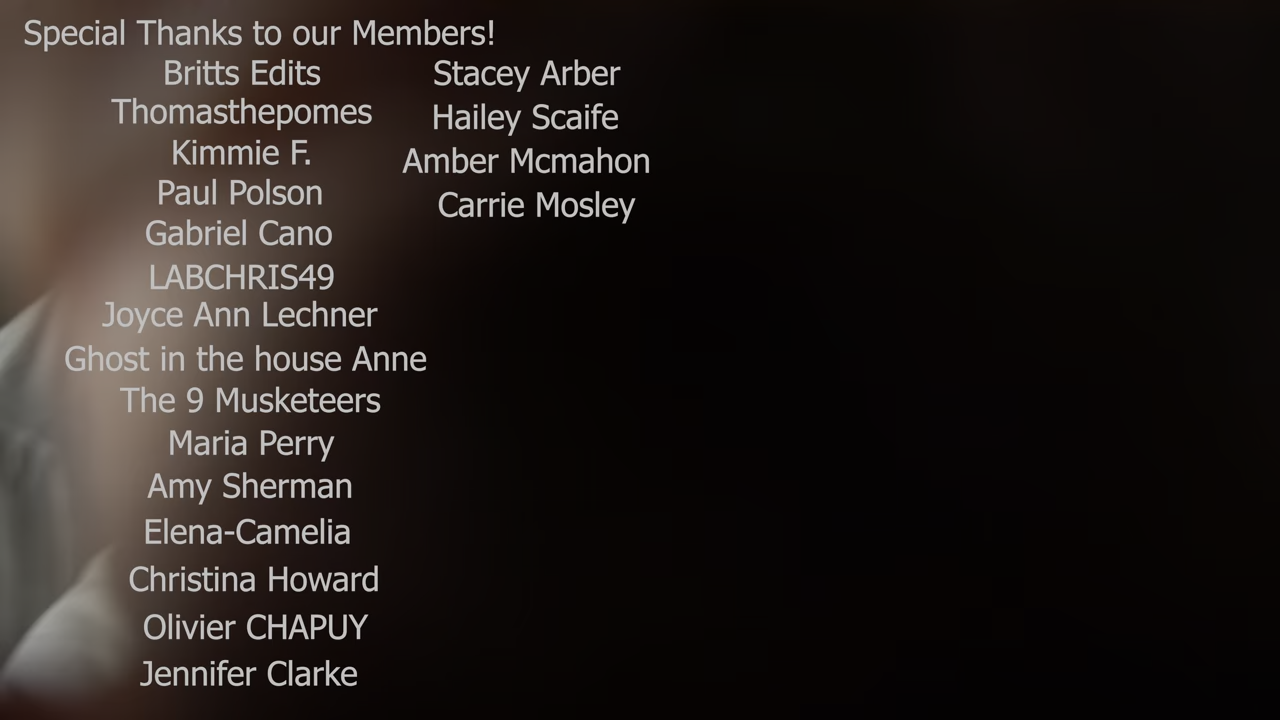 Special Thanks to our Members!
Britts Edits
Thomasthepomes
Kimmie F.
Paul Polson
Gabriel Cano
LABCHRIS49
Joyce Ann Lechner
Ghost in the house Anne
The 9 Musketeers
Maria Perry
Amy Sherman
Elena-Camelia
Christina Howard
Olivier CHAPUY
Jennifer Clarke
Stacey Arber
Hailey Scaife
Amber Mcmahon
Carrie Mosley